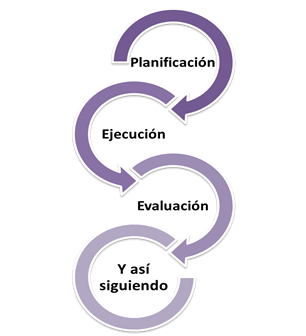 Planificación
Ejecución
Evaluación
Y así
siguiendo